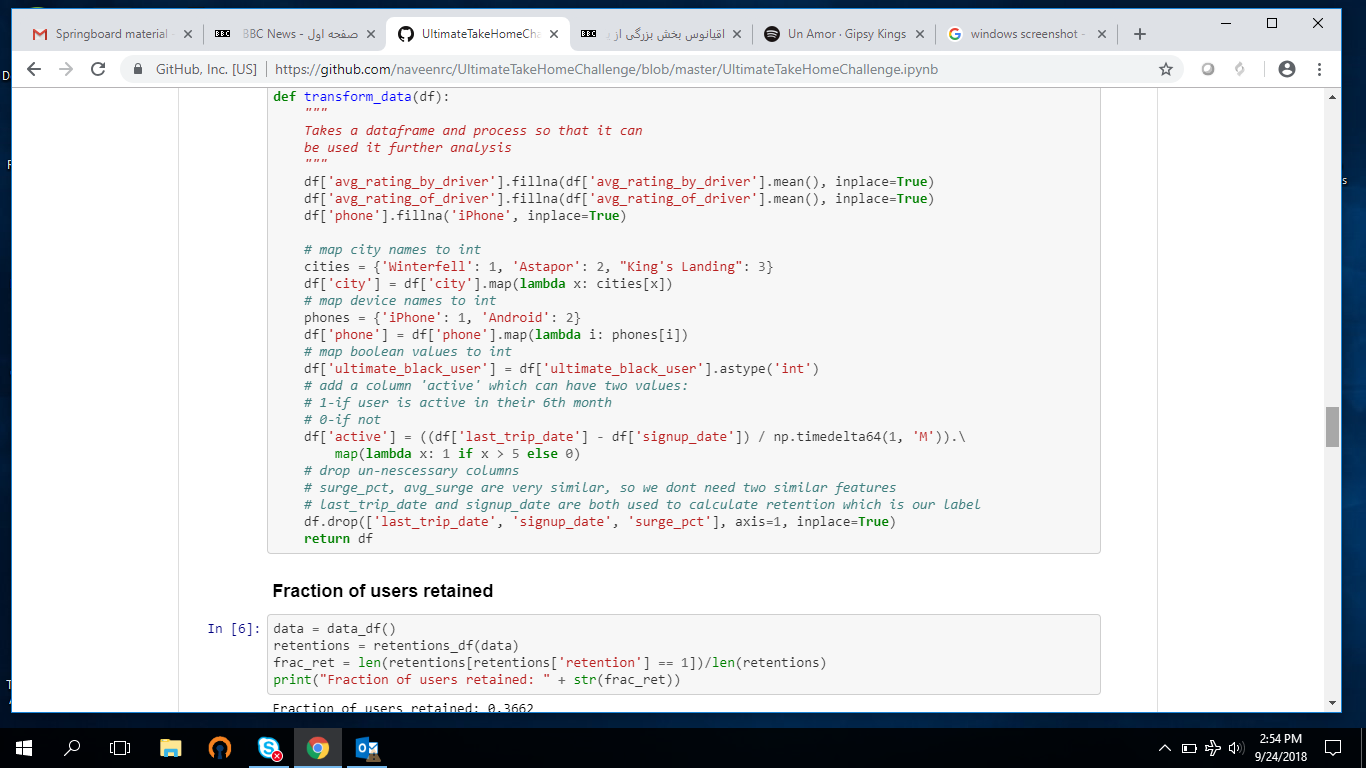 Springboard material -
BBC News - صفحه اول
UltimateTakeHomeCha
اقیانوس بخش بزرگی از
Un Amor · Gipsy Kings
windows screenshot -
GitHub, Inc. [US] | https://github.com/naveenrc/UltimateTakeHomeChallenge/blob/master/UltimateTakeHomeChallenge.ipynb
def transform_data(df):
"""
Takes a dataframe and process so that it can
be used it further analysis
"""
df['avg_rating_by_driver'].fillna(df['avg_rating_by_driver'].mean(), inplace=True)
df['avg_rating_of_driver'].fillna(df['avg_rating_of_driver'].mean(), inplace=True)
df['phone'].fillna('iPhone', inplace=True)
# map city names to int
cities = {'Winterfell': 1, 'Astapor': 2, "King's Landing": 3}
df['city'] = df['city'].map(lambda x: cities[x])
# map device names to int
phones = {'iPhone': 1, 'Android': 2}
df['phone'] = df['phone'].map(lambda i: phones[i])
# map boolean values to int
df['ultimate_black_user'] = df['ultimate_black_user'].astype('int')
# add a column 'active' which can have two values:
# 1-if user is active in their 6th month
# 0-if not
df['active'] = ((df['last_trip_date'] - df['signup_date']) / np.timedelta64(1, 'M')).\
map(lambda x: 1 if x > 5 else 0)
# drop un-nescessary columns
# surge_pct, avg_surge are very similar, so we dont need two similar features
# last_trip_date and signup_date are both used to calculate retention which is our label
df.drop(['last_trip_date', 'signup_date', 'surge_pct'], axis=1, inplace=True)
return df
Fraction of users retained
In [6]:
data = data_df()
retentions = retentions_df(data)
frac_ret = len(retentions[retentions['retention'] == 1])/len(retentions)
print("Fraction of users retained: " + str(frac_ret))
Fraction of users retained: 0.3662
2:54 PM
9/24/2018